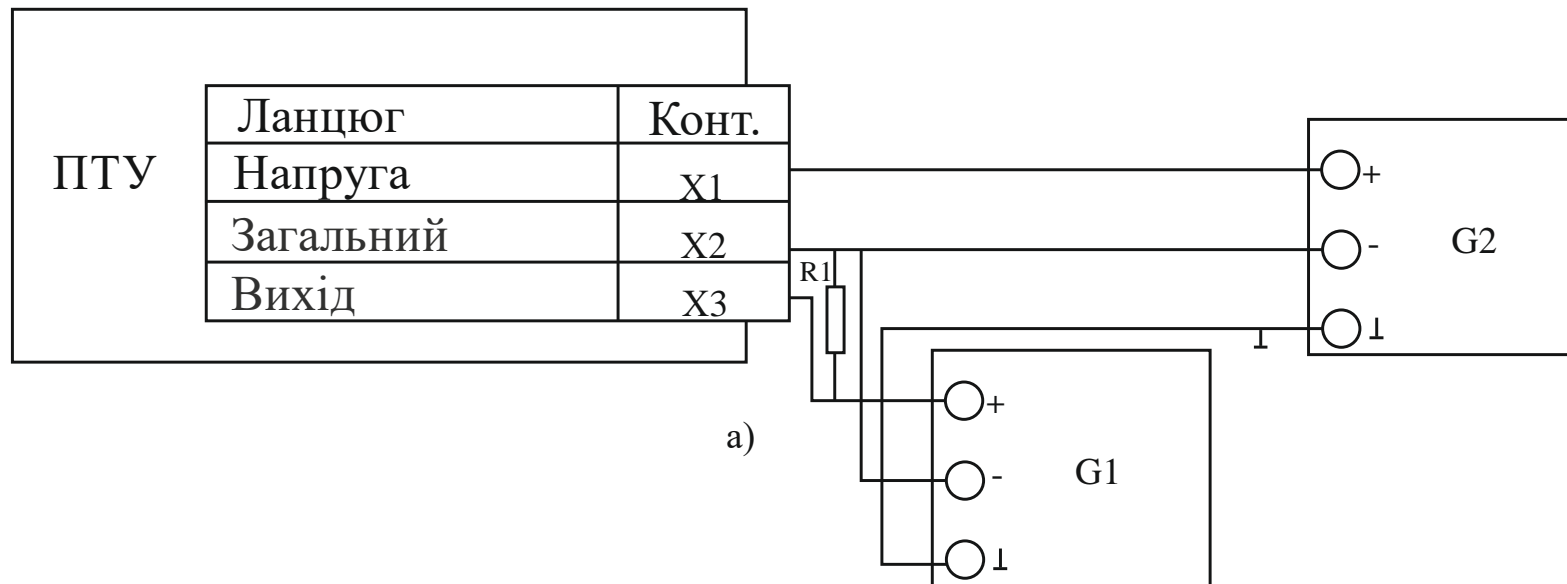 Ланцюг Конт.
ПТУ Напруга X1
Загальний X2
Вихід X3
R1
+
-
G2
⊥
⊥
+
а)
-
G1
⊥